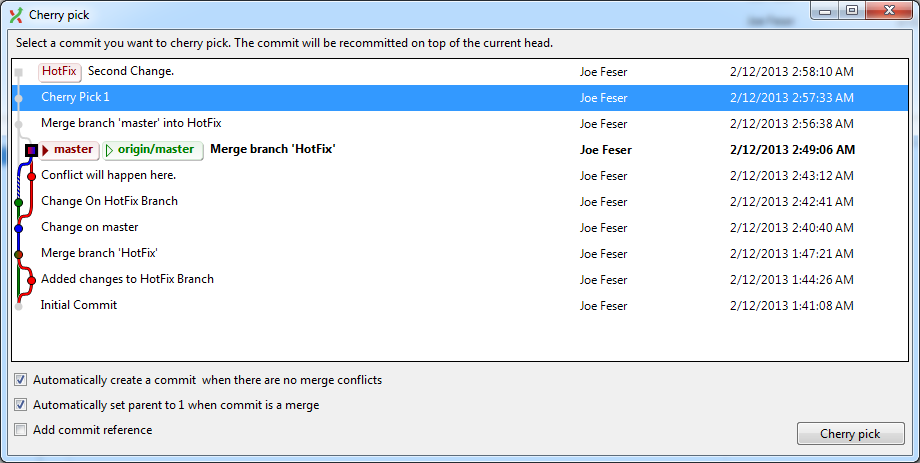 Cherry pick
Select a commit you want to cherry pick. The commit will be recommitted on top of the current head.
HotFix Second Change. Joe Feser 2/12/2013 2:58:10 AM
Cherry Pick 1 Joe Feser 2/12/2013 2:57:33 AM
Merge branch 'master' into HotFix Joe Feser 2/12/2013 2:56:38 AM
master origin/master Merge branch 'HotFix' Joe Feser 2/12/2013 2:49:06 AM
Conflict will happen here. Joe Feser 2/12/2013 2:43:12 AM
Change On HotFix Branch Joe Feser 2/12/2013 2:42:41 AM
Change on master Joe Feser 2/12/2013 2:40:40 AM
Merge branch 'HotFix' Joe Feser 2/12/2013 1:47:21 AM
Added changes to HotFix Branch Joe Feser 2/12/2013 1:44:26 AM
Initial Commit Joe Feser 2/12/2013 1:41:08 AM
Automatically create a commit when there are no merge conflicts
Automatically set parent to 1 when commit is a merge
Add commit reference
Cherry pick